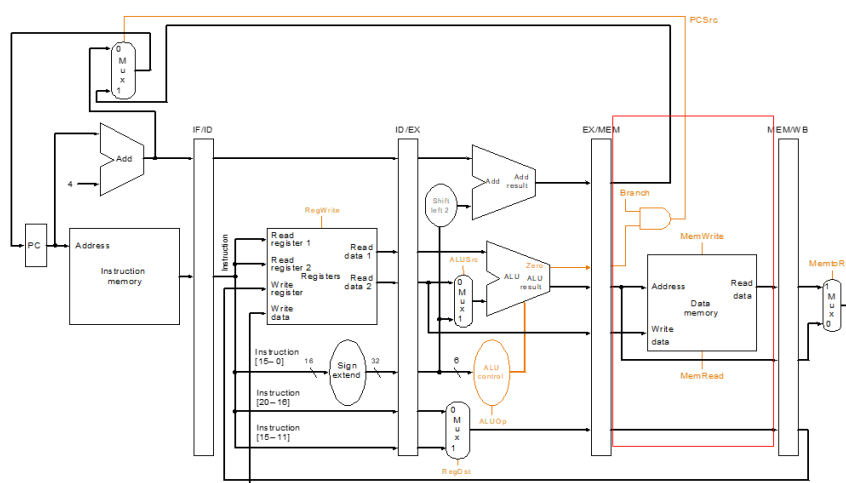 PCSrc
0
M
u
x
1
IF/ID
ID/EX
EX/MEM
MEM/WB
Add
4
Add
Add
result
Shift
left 2
Branch
RegWrite
MemWrite
PC
Address
Instruction
memory
Instruction
Read
register 1
Read
register 2
Write
register
Write
data
Registers
Read
data 1
Read
data 2
ALUSrc
0
M
u
x
1
Zero
ALU
ALU
result
Address
Write
data
Data
memory
Read
data
MemtoR
1
M
u
x
0
MemRead
Instruction
[15–0]
16
Sign
extend
32
6
ALU
control
ALUOp
Instruction
[20–16]
Instruction
[15–11]
0
M
u
x
1
RegDst